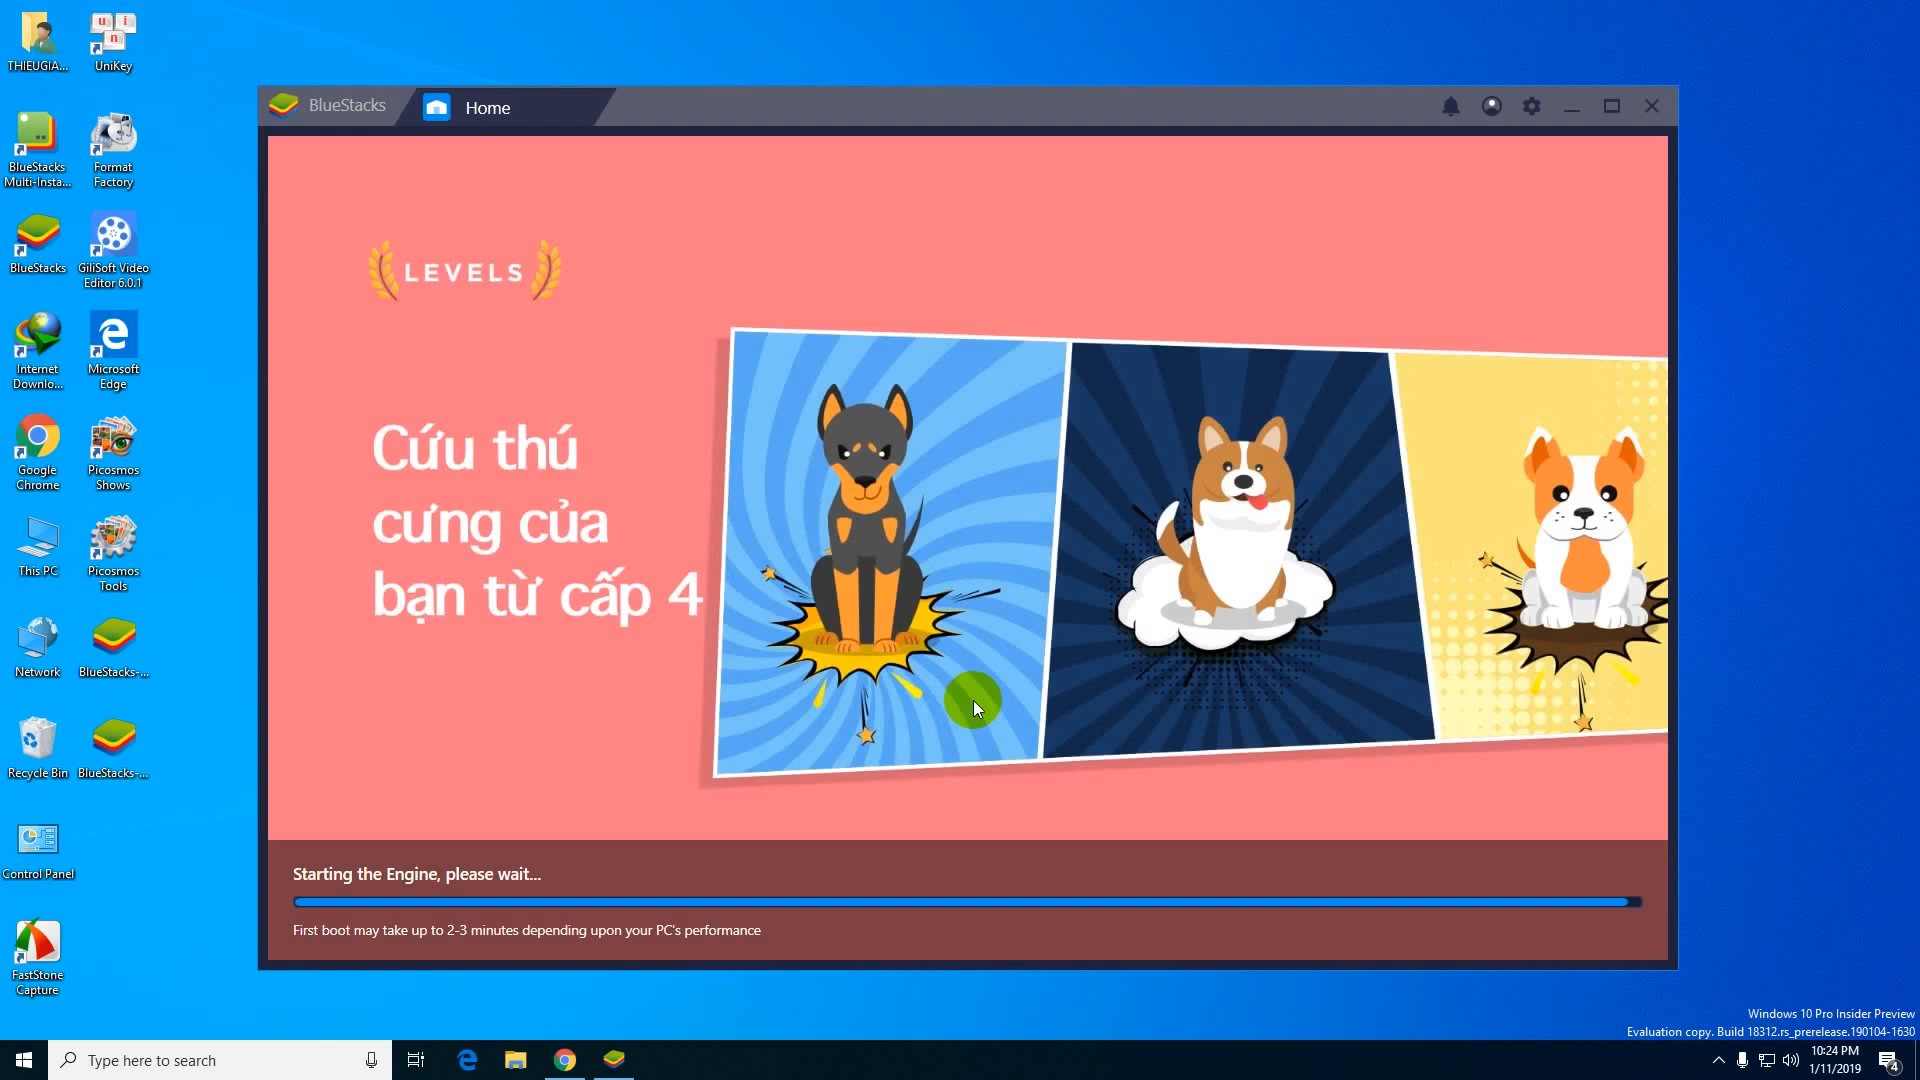 THIEUGIA...
UniKey
BlueStacks
Multi-Insta...
Format
Factory
BlueStacks
GiliSoft Video
Editor 6.0.1
Internet
Downlo...
Microsoft
Edge
Google
Chrome
Picosmos
Shows
This PC
Picosmos
Tools
Network
BlueStacks-...
Recycle Bin
BlueStacks-...
Control Panel
FastStone
Capture
BlueStacks
Home
LEVELS
Cứu thú
cưng của
bạn từ cấp 4
Starting the Engine, please wait...
First boot may take up to 2-3 minutes depending upon your PC's performance
Windows 10 Pro Insider Preview
Evaluation copy. Build 18312.rs_prerelease.190104-1630
Type here to search
10:24 PM
1/11/2019
4